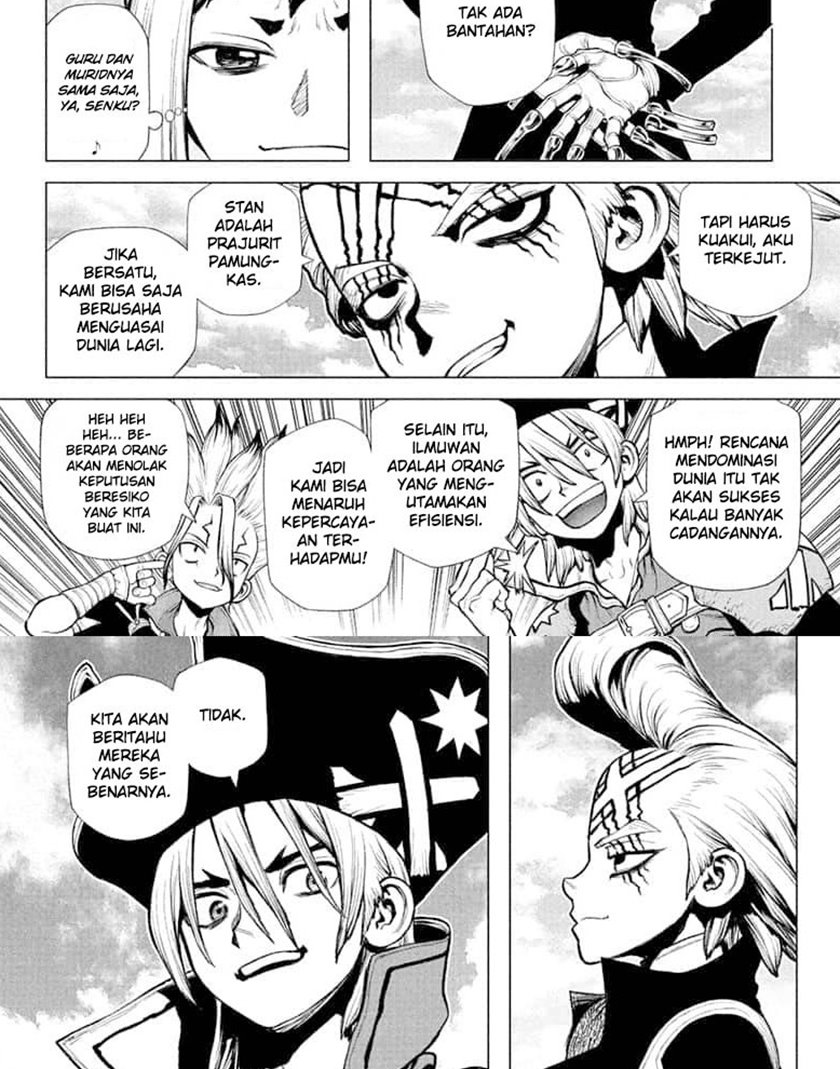 TAK ADA
BANTAHAN?
GURU DAN
MURIDNYA
SAMA SAJA,
YA, SENKU?
♪
TAPI HARUS
KUAKUI, AKU
TERKEJUT.
STAN
ADALAH
PRAJURIT
PAMUNG-
KAS.
JIKA
BERSATU,
KAMI BISA SAJA
BERUSAHA
MENGUASAI
DUNIA LAGI.
HMPH! RENCANA
MENDOMINASI
DUNIA ITU TAK
AKAN SUKSES
KALAU BANYAK
CADANGANNYA.
SELAIN ITU,
ILMUWAN
ADALAH ORANG
YANG MENG-
UTAMAKAN
EFISIENSI.
JADI
KAMI BISA
MENARUH
KEPERCAYA-
AN TER-
HADAPMU!
HEH HEH
HEH... BE-
BERAPA ORANG
AKAN MENOLAK
KEPUTUSAN
BERESIKO
YANG KITA
BUAT INI.
TIDAK.
KITA AKAN
BERITAHU
MEREKA
YANG SE-
BENARNYA.